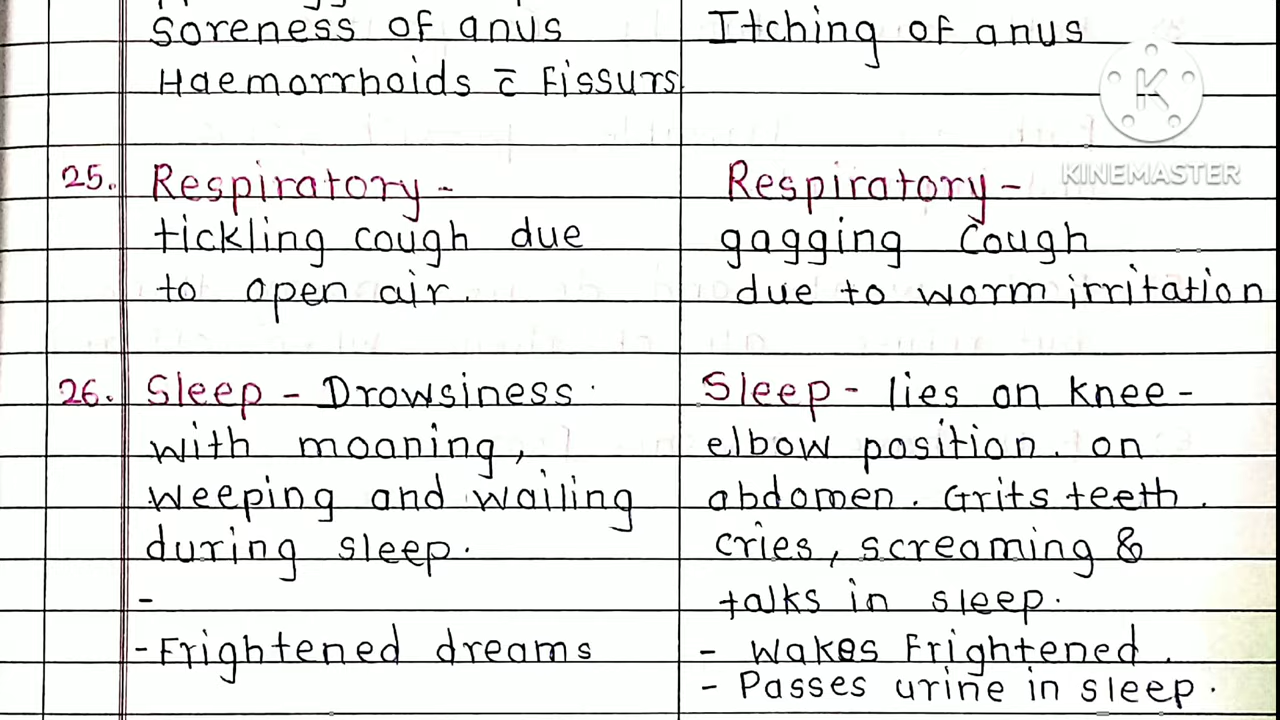 Soreness of anus
Haemorrhoids c̄ Fissurs
Itching of anus
KINEMASTER
25. Respiratory -
tickling cough due
to open air.
Respiratory -
gagging cough
due to worm irritation
26. Sleep - Drowsiness.
with moaning,
weeping and wailing
during sleep.
-
- Frightened dreams
Sleep - lies on knee-
elbow position. on
abdomen. Grits teeth.
cries, screaming &
talks in sleep.
- wakes Frightened.
- Passes urine in sleep.